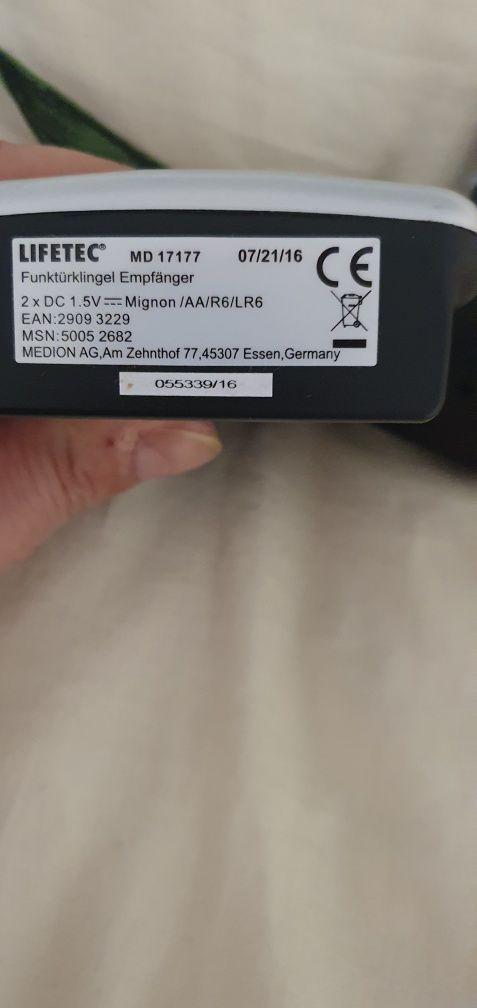 LIFETEC® MD 17177 07/21/16 CE
Funktürklingel Empfänger
2 x DC 1.5V⎓Mignon /AA/R6/LR6
EAN:2909 3229
MSN:5005 2682
MEDION AG,Am Zehnthof 77,45307 Essen,Germany
055339/16